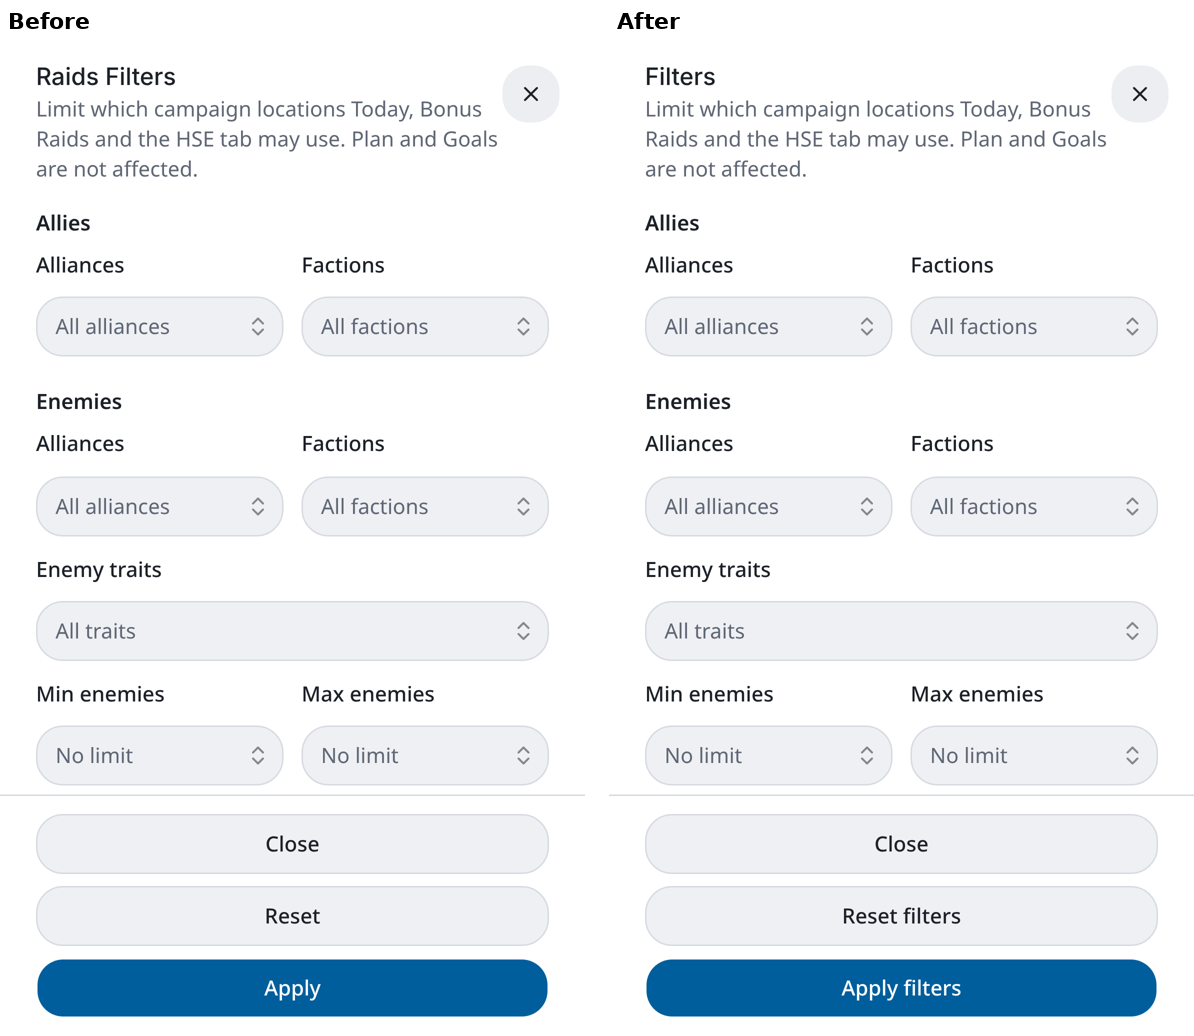 Before
Raids Filters
Limit which campaign locations Today, Bonus
Raids and the HSE tab may use. Plan and Goals
are not affected.
Allies
Alliances Factions
All alliances All factions
Enemies
Alliances Factions
All alliances All factions
Enemy traits
All traits
Min enemies Max enemies
No limit No limit
Close
Reset
Apply
After
Filters
Limit which campaign locations Today, Bonus
Raids and the HSE tab may use. Plan and Goals
are not affected.
Allies
Alliances Factions
All alliances All factions
Enemies
Alliances Factions
All alliances All factions
Enemy traits
All traits
Min enemies Max enemies
No limit No limit
Close
Reset filters
Apply filters